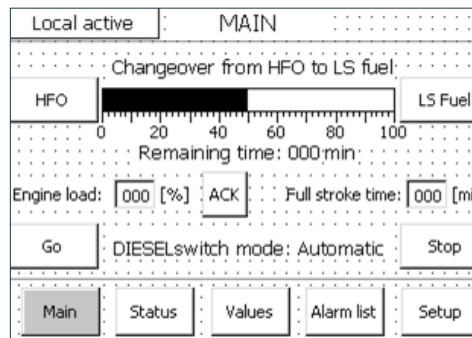 Local active MAIN
Changeover from HFO to LS fuel
HFO LS Fuel
0 20 40 60 80 100
Remaining time: 000 min
Engine load: 000 [%] ACK Full stroke time: 000
Go DIESELswitch mode: Automatic Stop
Main Status Values Alarm list Setup